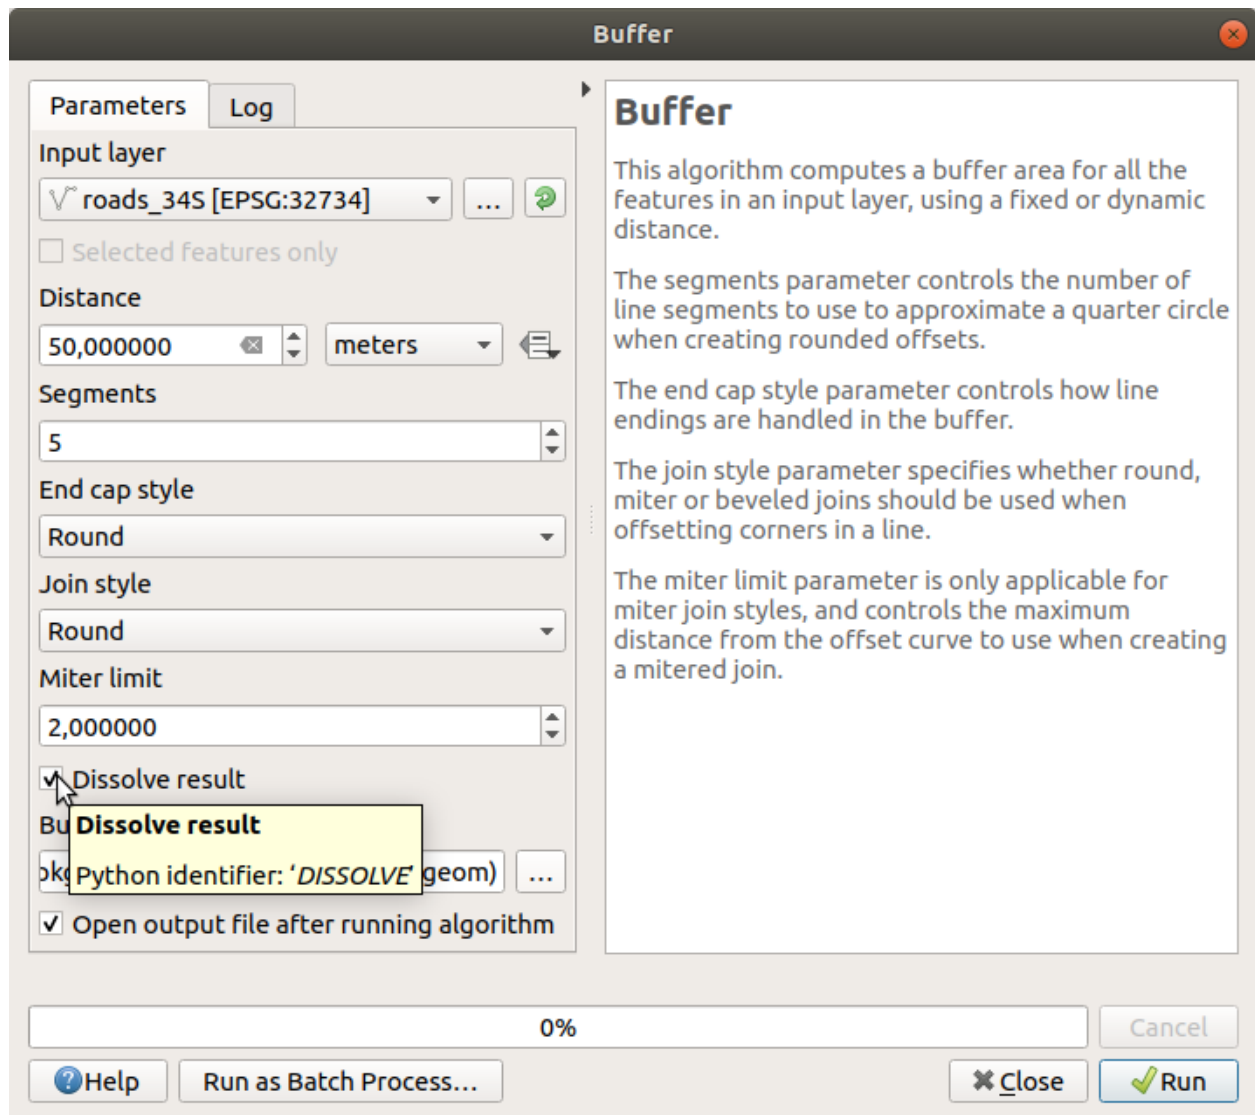 Buffer
Parameters
Log
Input layer
roads_34S [EPSG:32734]
...
Selected features only
Distance
50,000000
meters
Segments
5
End cap style
Round
Join style
Round
Miter limit
2,000000
Dissolve result
Dissolve result
Python identifier: ‘DISSOLVE’
geom)
...
Open output file after running algorithm
Buffer
This algorithm computes a buffer area for all the
features in an input layer, using a fixed or dynamic
distance.
The segments parameter controls the number of
line segments to use to approximate a quarter circle
when creating rounded offsets.
The end cap style parameter controls how line
endings are handled in the buffer.
The join style parameter specifies whether round,
miter or beveled joins should be used when
offsetting corners in a line.
The miter limit parameter is only applicable for
miter join styles, and controls the maximum
distance from the offset curve to use when creating
a mitered join.
0%
Cancel
Help
Run as Batch Process...
Close
Run